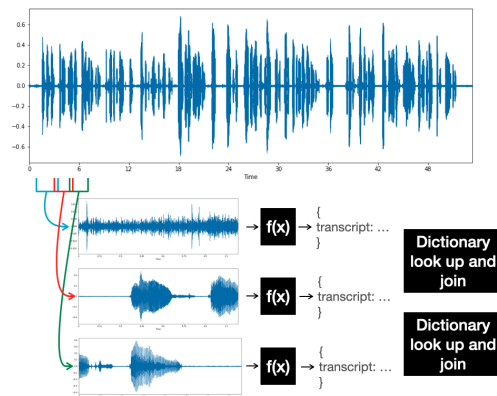 0.6
0.4
0.2
0.0
−0.2
−0.4
−0.6
0 6 12 18 24 30 36 42 48
Time
f(x)
{
transcript: ...
}
f(x)
{
transcript: ...
}
f(x)
{
transcript: ...
}
Dictionary
look up and
join
Dictionary
look up and
join